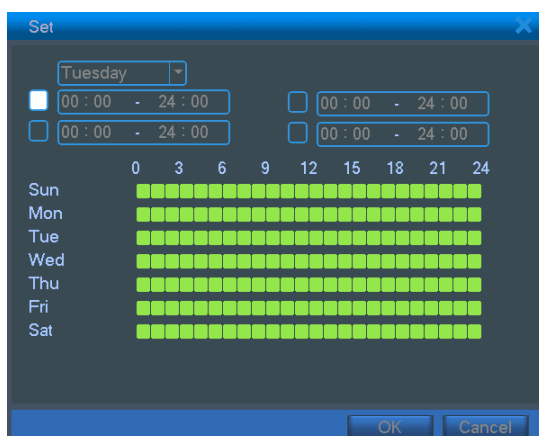 Set
Tuesday
00 : 00 - 24 : 00 00 : 00 - 24 : 00
00 : 00 - 24 : 00 00 : 00 - 24 : 00
0 3 6 9 12 15 18 21 24
Sun
Mon
Tue
Wed
Thu
Fri
Sat
OK Cancel